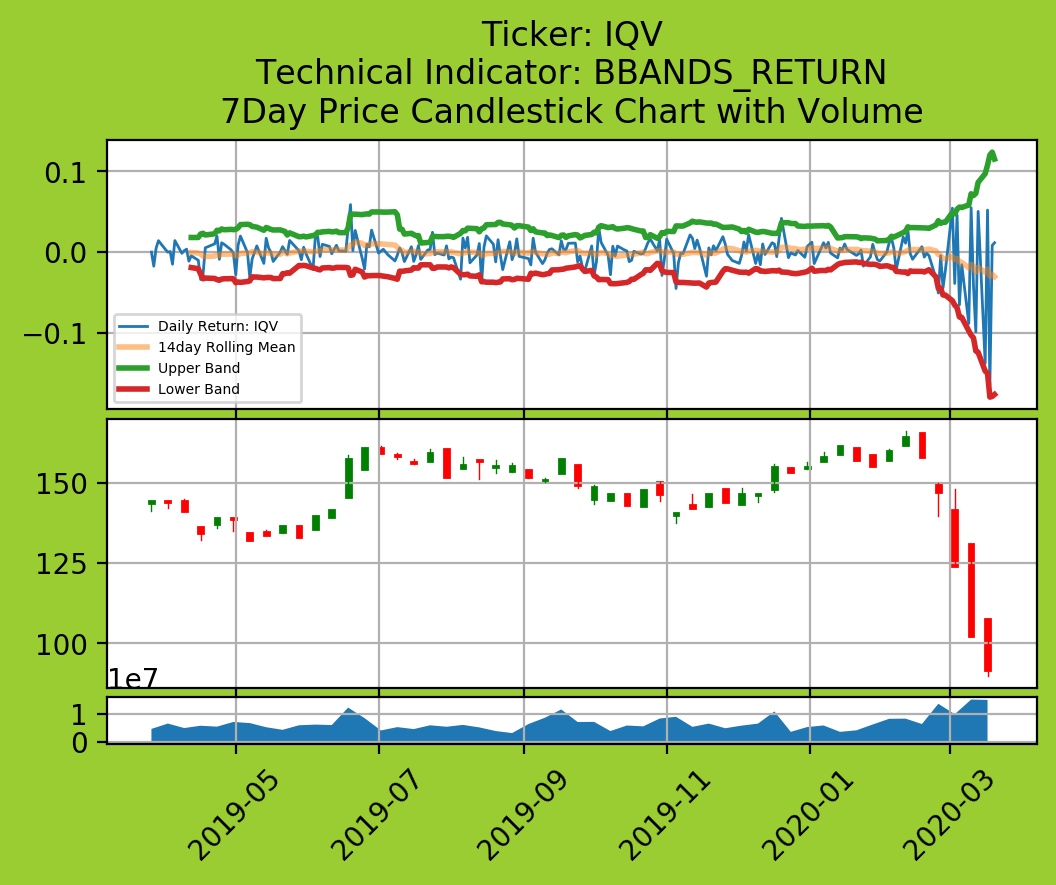 Ticker: IQV
Technical Indicator: BBANDS_RETURN
7Day Price Candlestick Chart with Volume
0.1
0.0
−0.1
Daily Return: IQV
14day Rolling Mean
Upper Band
Lower Band
150
125
100
1e7
1
0
2019-05
2019-07
2019-09
2019-11
2020-01
2020-03